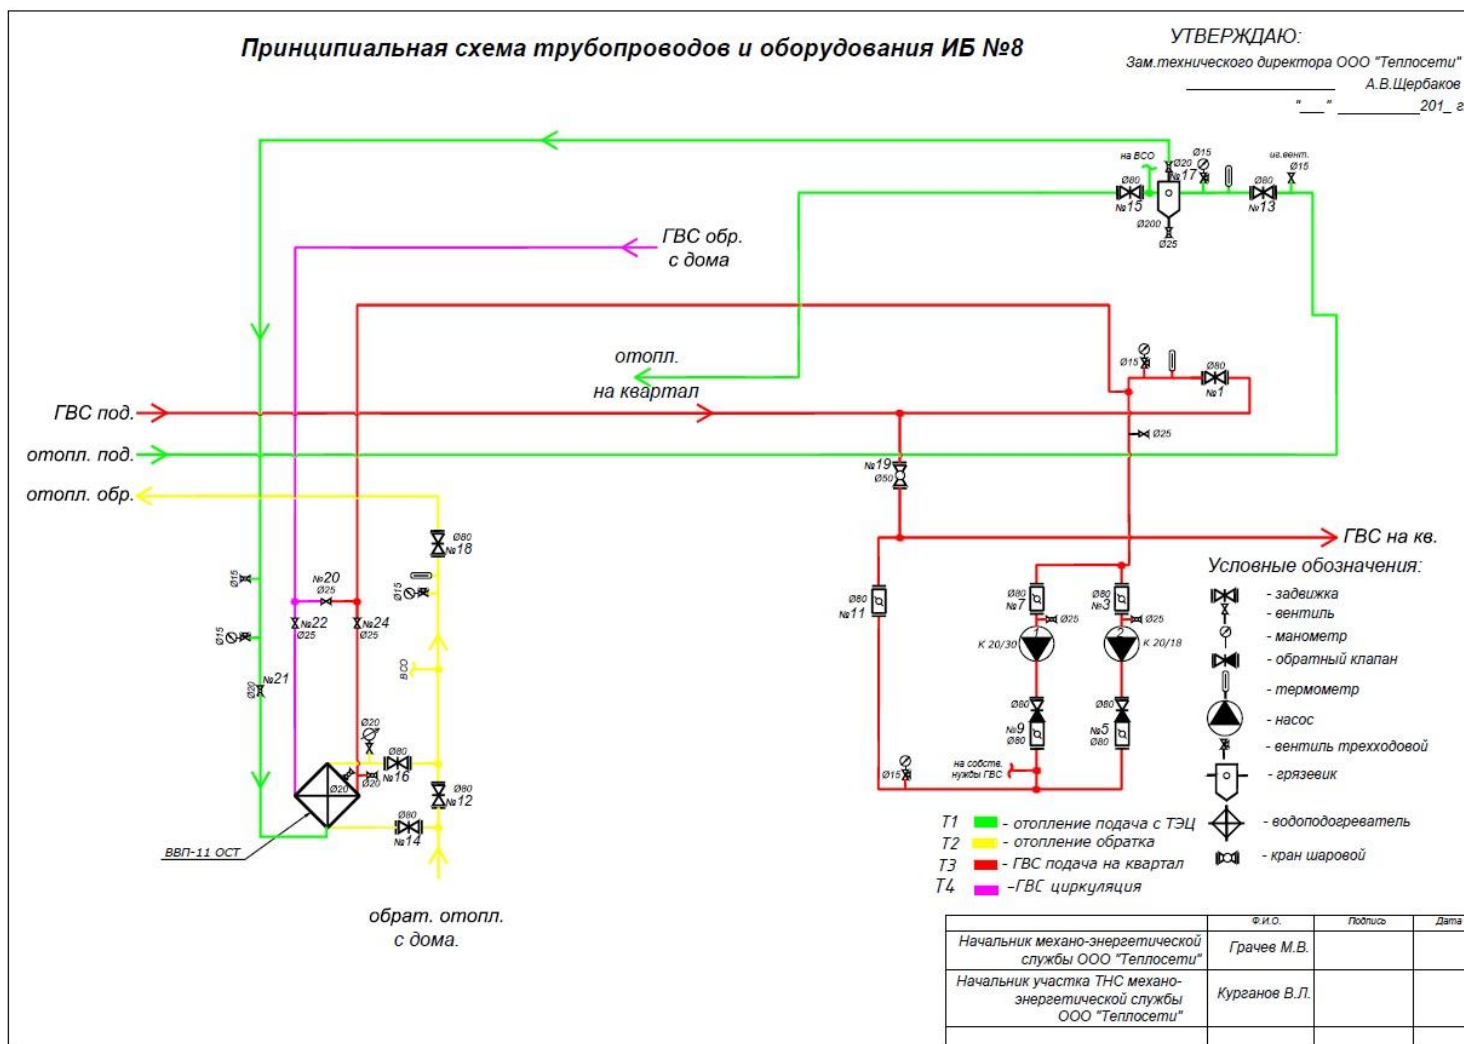 Принципиальная схема трубопроводов и оборудования ИБ №8
УТВЕРЖДАЮ:
Зам.технического директора ООО "Теплосети"
А.В.Щербаков
"___" ________201_ г
на ВСО
Ø20
№17
Ø15
иг.вент.
Ø15
Ø80
№15
Ø80
№13
Ø200
Ø25
ГВС обр.
с дома
отопл.
на квартал
Ø15
Ø80
№1
ГВС под.
Ø25
отопл. под.
№19
Ø50
отопл. обр.
Ø80
№18
ГВС на кв.
Ø15
№20
Ø25
Ø15
Ø80
№11
Ø80
№7
Ø80
№3
Ø25
Ø25
№22
Ø25
№24
Ø25
Ø15
1
К 20/30
2
К 20/18
ВСО
№21
Ø20
Ø80
№9
Ø80
Ø80
№5
Ø80
Ø20
Ø80
№16
Ø20
Ø20
Ø80
№12
на собств.
нужды ГВС
Ø15
Ø80
№14
ВВП-11 ОСТ
обрат. отопл.
с дома.
Условные обозначения:
- задвижка
- вентиль
- манометр
- обратный клапан
- термометр
- насос
- вентиль трехходовой
- грязевик
- водоподогреватель
- кран шаровой
Т1 - отопление подача с ТЭЦ
Т2 - отопление обратка
Т3 - ГВС подача на квартал
Т4 -ГВС циркуляция
Ф.И.О. Подпись Дата
Начальник механо-энергетической
службы ООО "Теплосети"
Грачев М.В.
Начальник участка ТНС механо-
энергетической службы
ООО "Теплосети"
Курганов В.Л.